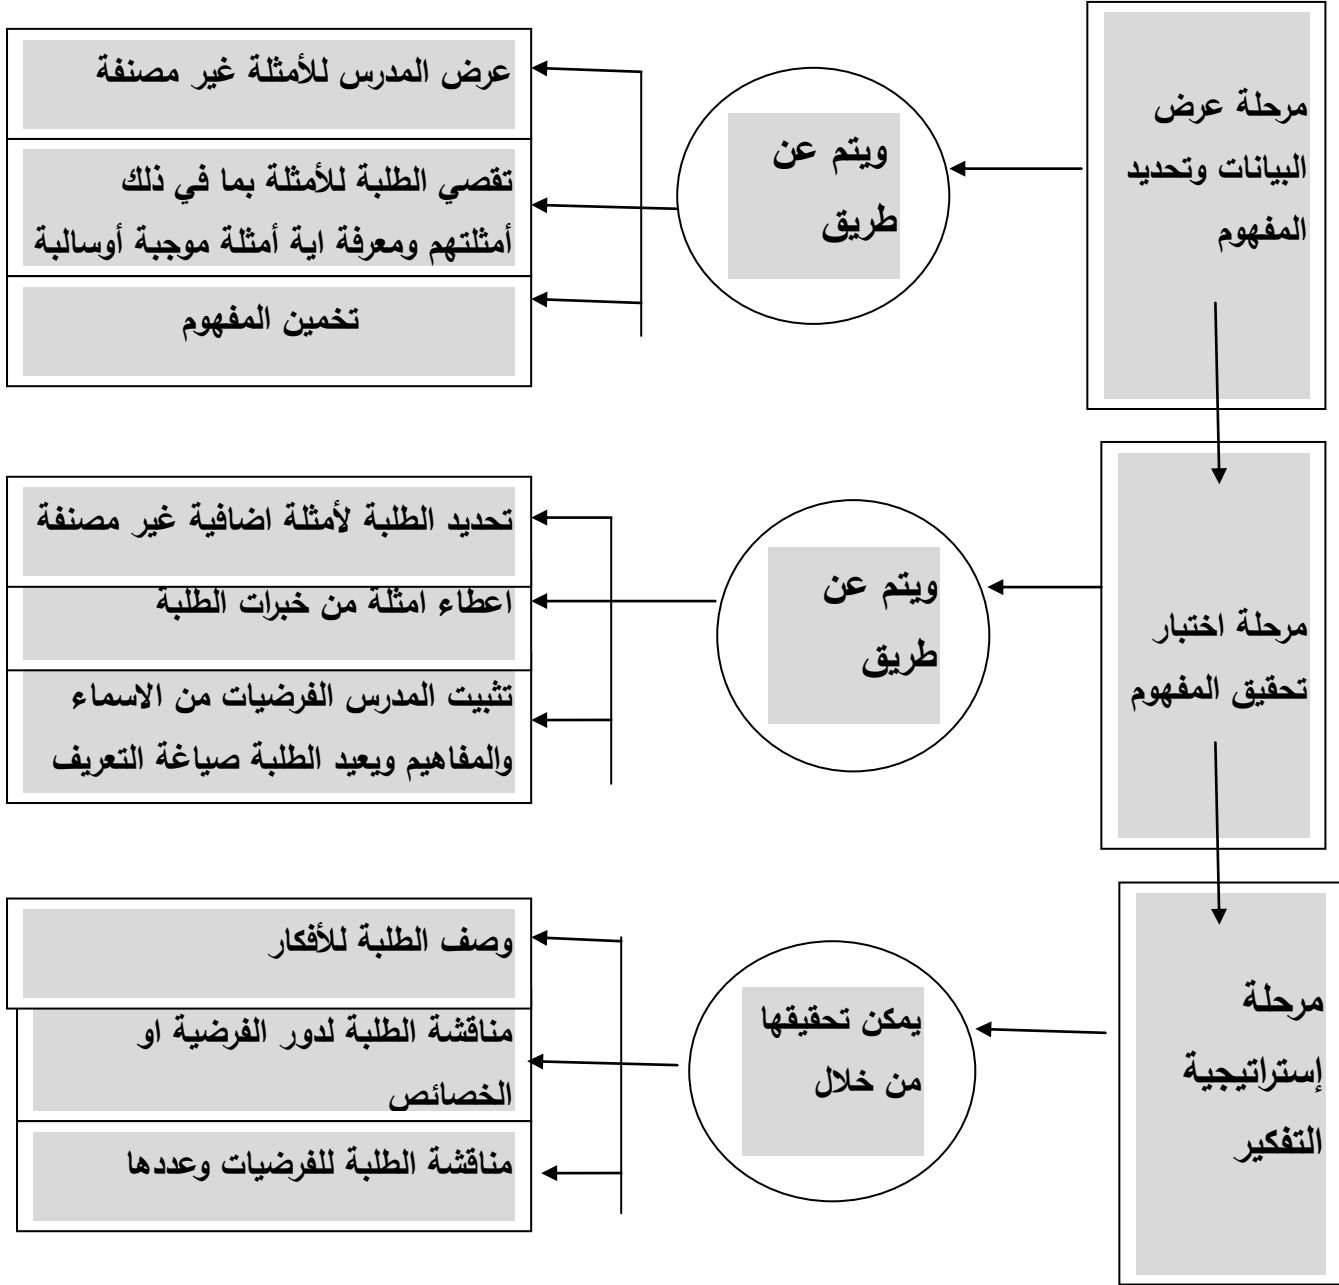 مرحلة عرض
البيانات وتحديد
المفهوم
ويتم عن
طريق
عرض المدرس للأمثلة غير مصنفة
تقصي الطلبة للأمثلة بما في ذلك
أمثلتهم ومعرفة اية أمثلة موجبة أوسالبة
تخمين المفهوم
مرحلة اختبار
تحقيق المفهوم
ويتم عن
طريق
تحديد الطلبة لأمثلة اضافية غير مصنفة
اعطاء امثلة من خبرات الطلبة
تثبيت المدرس الفرضيات من الاسماء
والمفاهيم ويعيد الطلبة صياغة التعريف
مرحلة
إستراتيجية
التفكير
يمكن تحقيقها
من خلال
وصف الطلبة للأفكار
مناقشة الطلبة لدور الفرضية او
الخصائص
مناقشة الطلبة للفرضيات وعددها